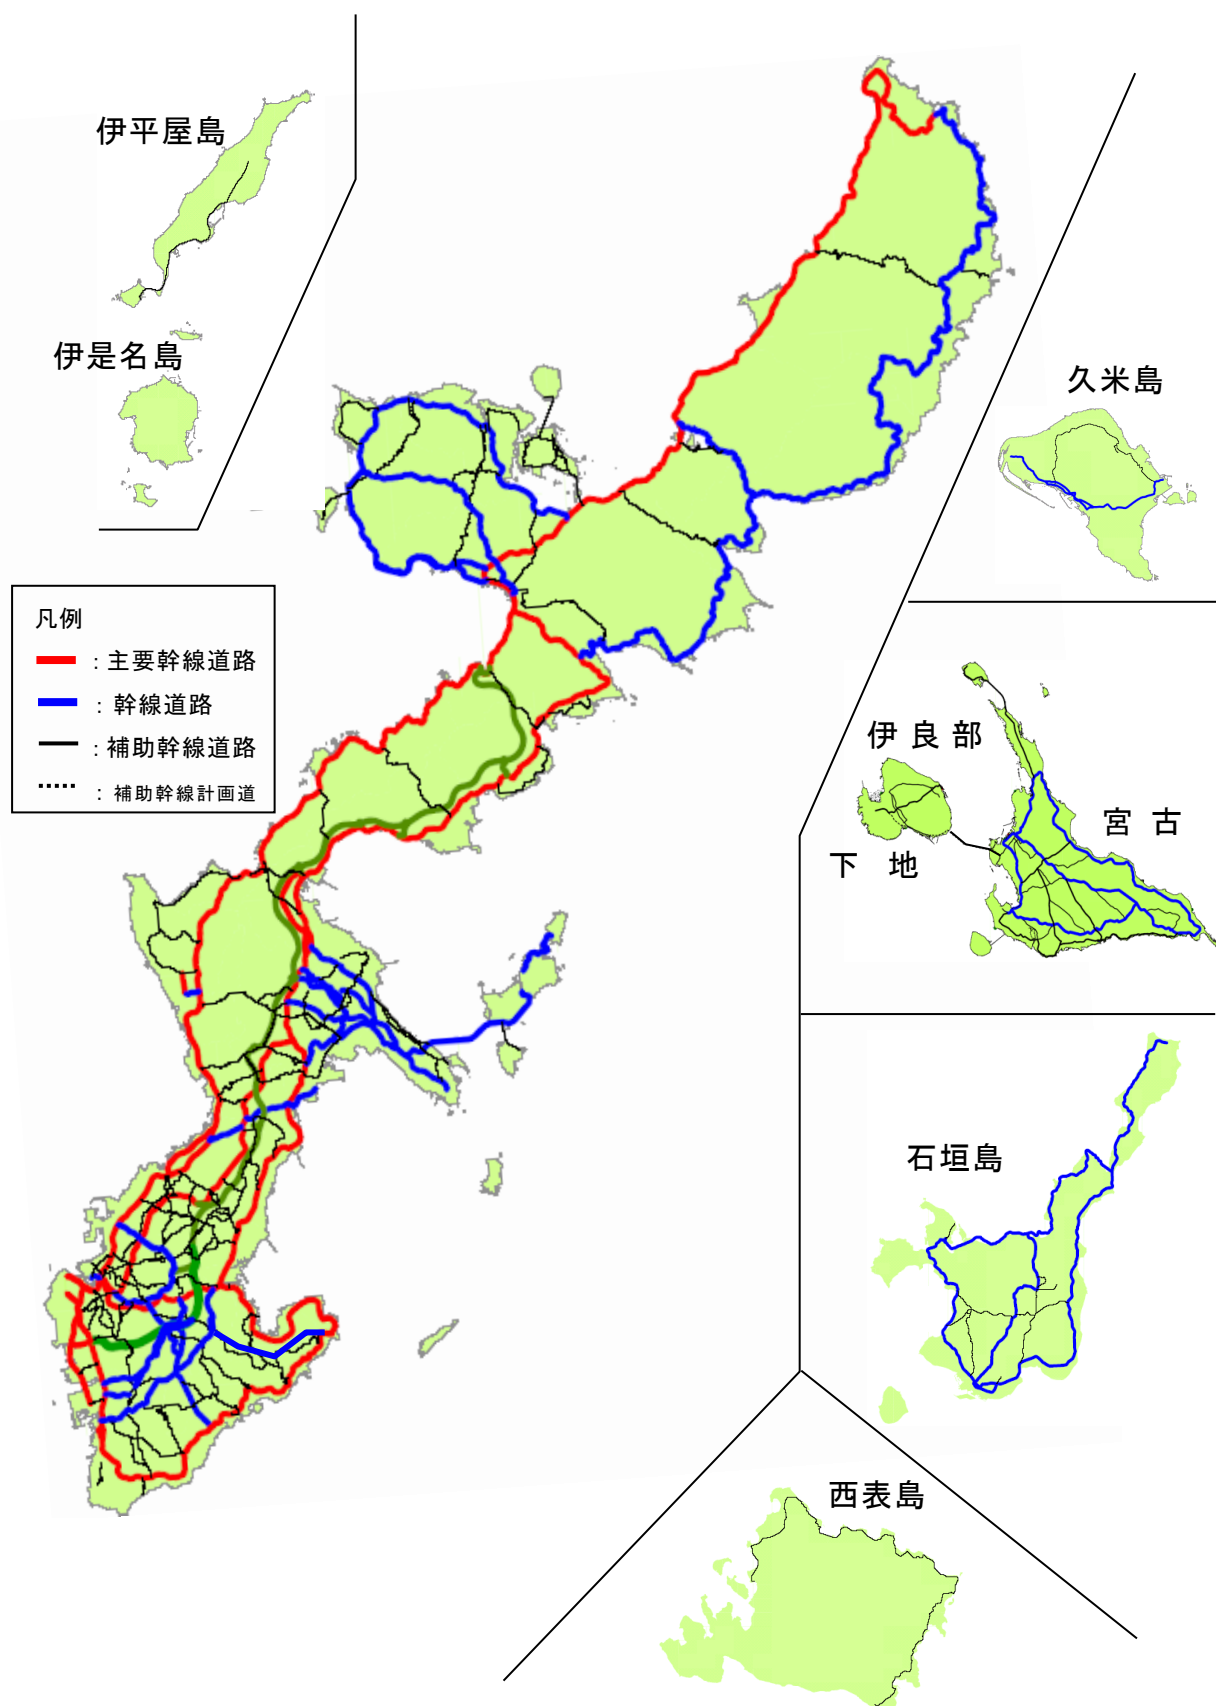 伊平屋島
伊是名島
久米島
凡例
：主要幹線道路
：幹線道路
：補助幹線道路
：補助幹線計画道
伊良部
宮古
下地
石垣島
西表島